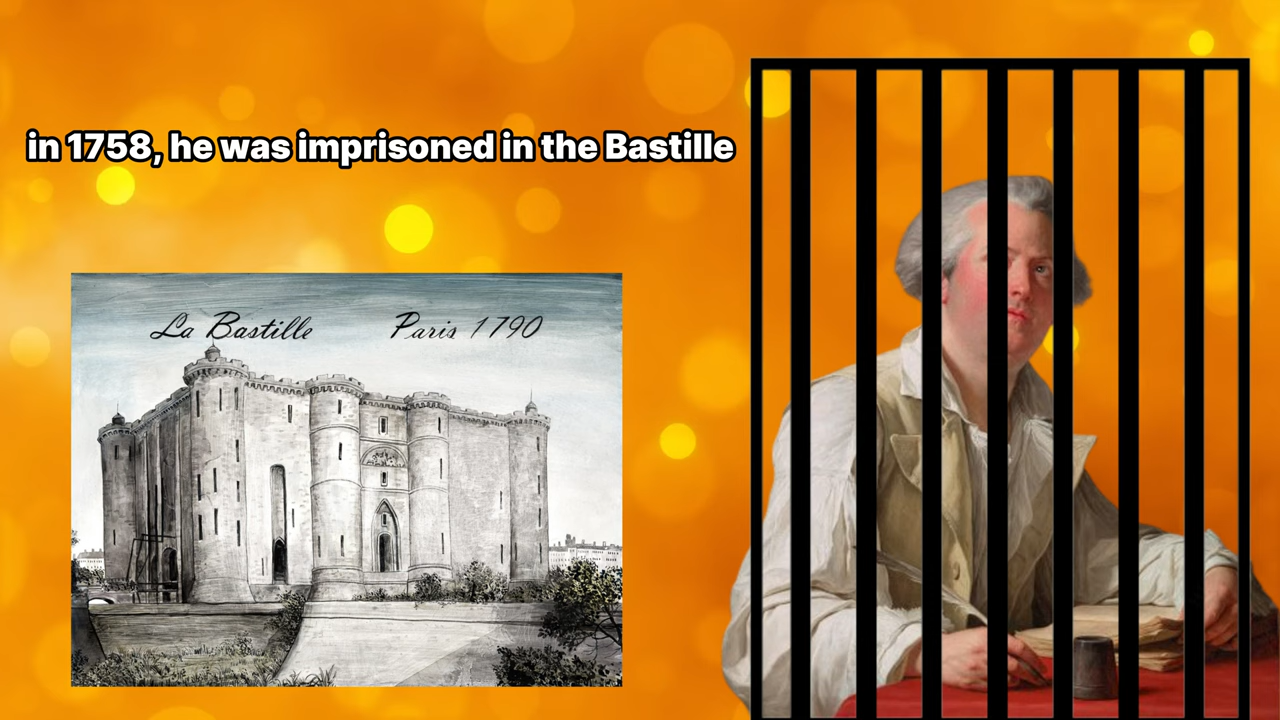 in 1758, he was imprisoned in the Bastille
La Bastille Paris 1790